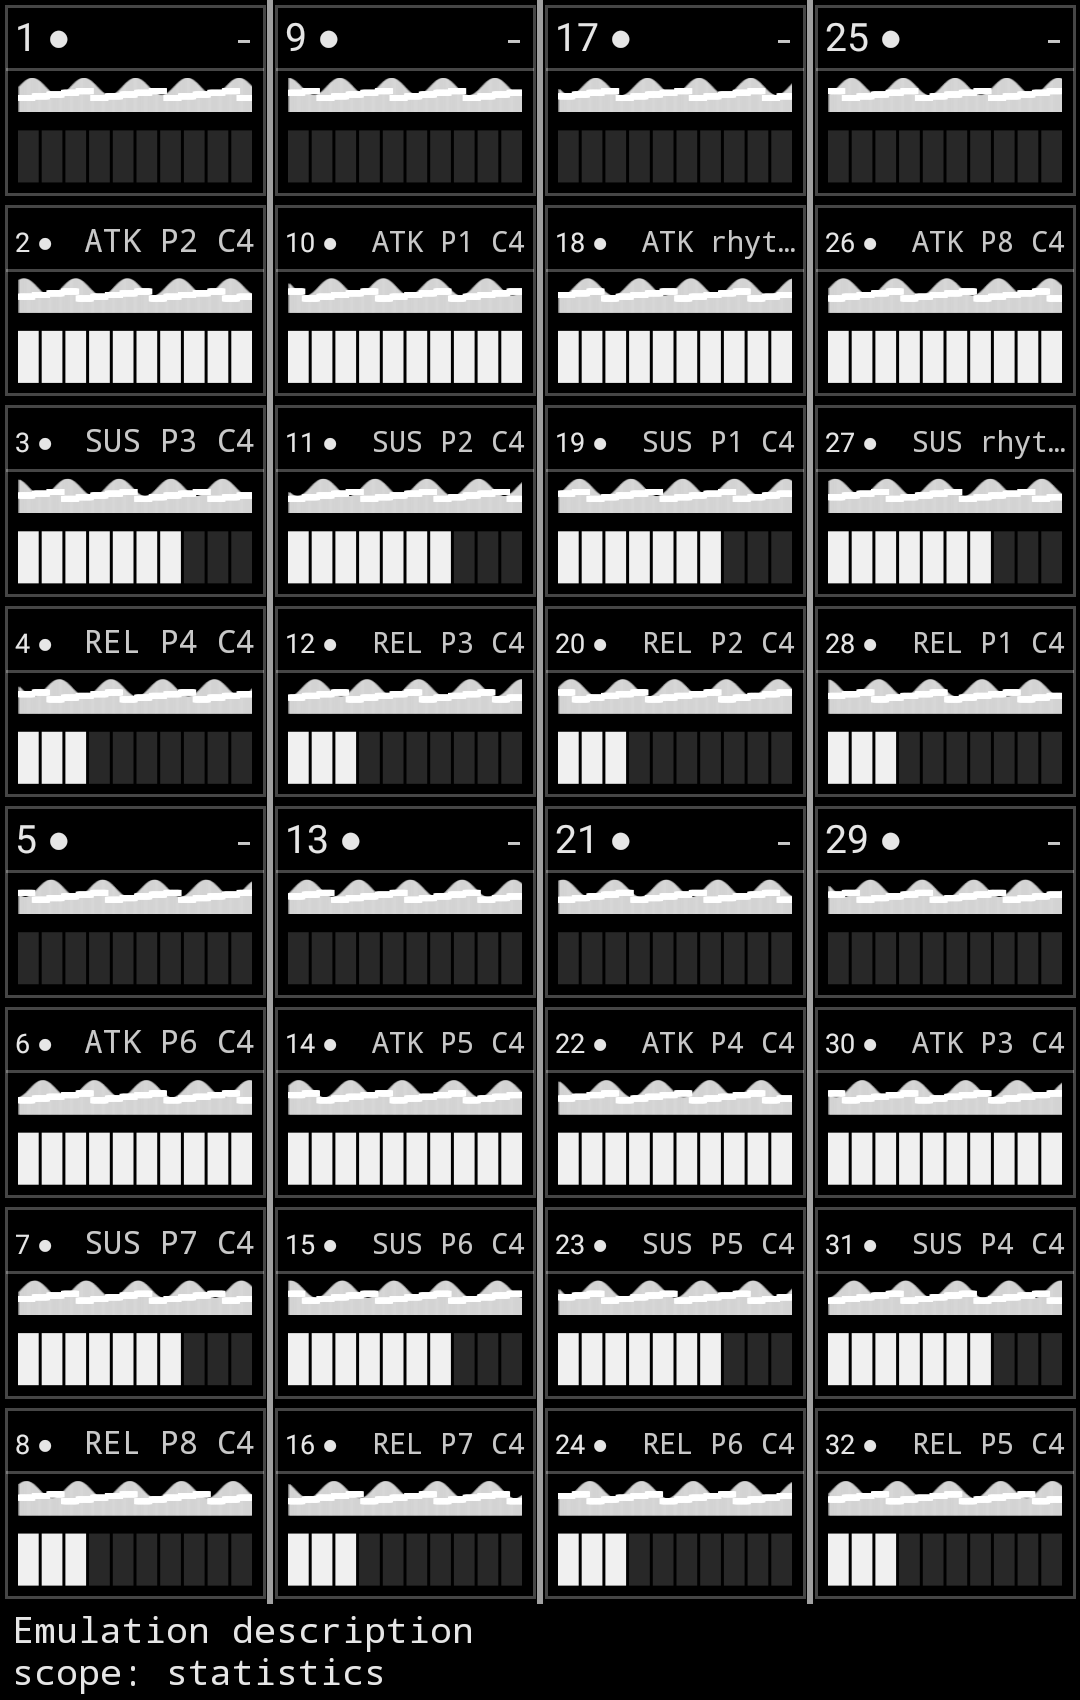 1 ● -
9 ● -
17 ● -
25 ● -
2 ● ATK P2 C4
10 ● ATK P1 C4
18 ● ATK rhyt…
26 ● ATK P8 C4
3 ● SUS P3 C4
11 ● SUS P2 C4
19 ● SUS P1 C4
27 ● SUS rhyt…
4 ● REL P4 C4
12 ● REL P3 C4
20 ● REL P2 C4
28 ● REL P1 C4
5 ● -
13 ● -
21 ● -
29 ● -
6 ● ATK P6 C4
14 ● ATK P5 C4
22 ● ATK P4 C4
30 ● ATK P3 C4
7 ● SUS P7 C4
15 ● SUS P6 C4
23 ● SUS P5 C4
31 ● SUS P4 C4
8 ● REL P8 C4
16 ● REL P7 C4
24 ● REL P6 C4
32 ● REL P5 C4
Emulation description
scope: statistics